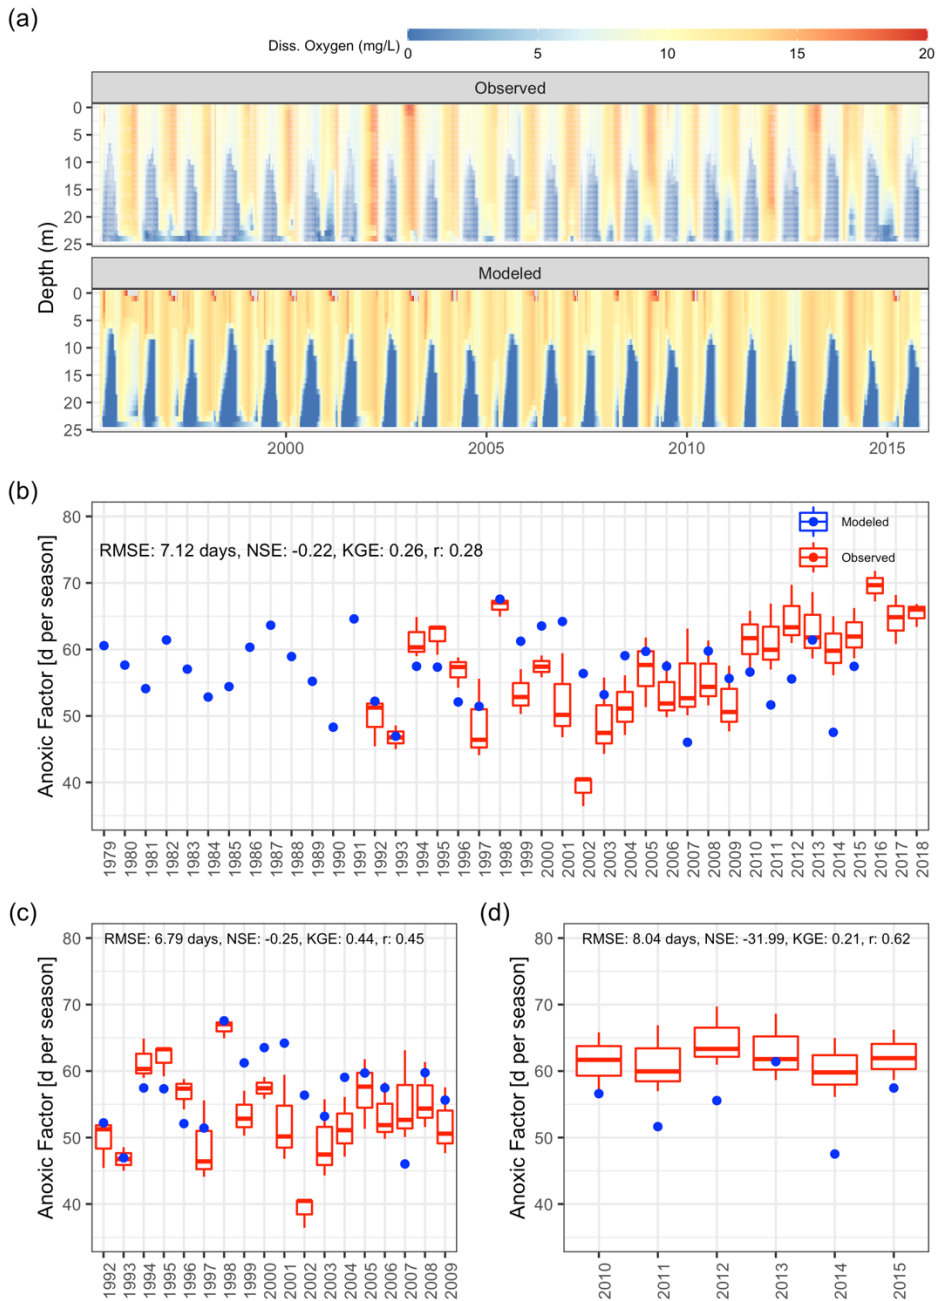 (a)
Diss. Oxygen (mg/L)
0 5 10 15 20
Observed
0
5
10
15
20
25
Depth (m)
Modeled
0
5
10
15
20
25
2000 2005 2010 2015
(b)
Anoxic Factor [d per season]
80
70
60
50
40
RMSE: 7.12 days, NSE: -0.22, KGE: 0.26, r: 0.28
Modeled
Observed
1979 1980 1981 1982 1983 1984 1985 1986 1987 1988 1989 1990 1991 1992 1993 1994 1995 1996 1997 1998 1999 2000 2001 2002 2003 2004 2005 2006 2007 2008 2009 2010 2011 2012 2013 2014 2015 2016 2017 2018
(c)
Anoxic Factor [d per season]
80
70
60
50
40
RMSE: 6.79 days, NSE: -0.25, KGE: 0.44, r: 0.45
1992 1993 1994 1995 1996 1997 1998 1999 2000 2001 2002 2003 2004 2005 2006 2007 2008 2009
(d)
Anoxic Factor [d per season]
80
70
60
50
40
RMSE: 8.04 days, NSE: -31.99, KGE: 0.21, r: 0.62
2010 2011 2012 2013 2014 2015